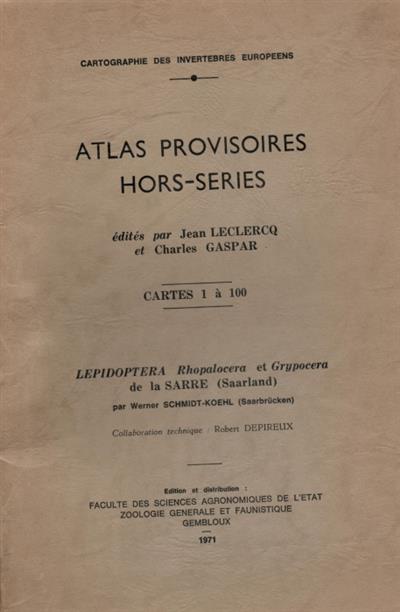 CARTOGRAPHIE DES INVERTEBRES EUROPEENS
ATLAS PROVISOIRES
HORS-SERIES
édités par Jean LECLERCQ
et Charles GASPAR
CARTES 1 à 100
LEPIDOPTERA Rhopalocera et Grypocera
de la SARRE (Saarland)
par Werner SCHMIDT-KOEHL (Saarbrücken)
Collaboration technique : Robert DEPIREUX
Edition et distribution :
FACULTE DES SCIENCES AGRONOMIQUES DE L'ETAT
ZOOLOGIE GENERALE ET FAUNISTIQUE
GEMBLOUX
1971